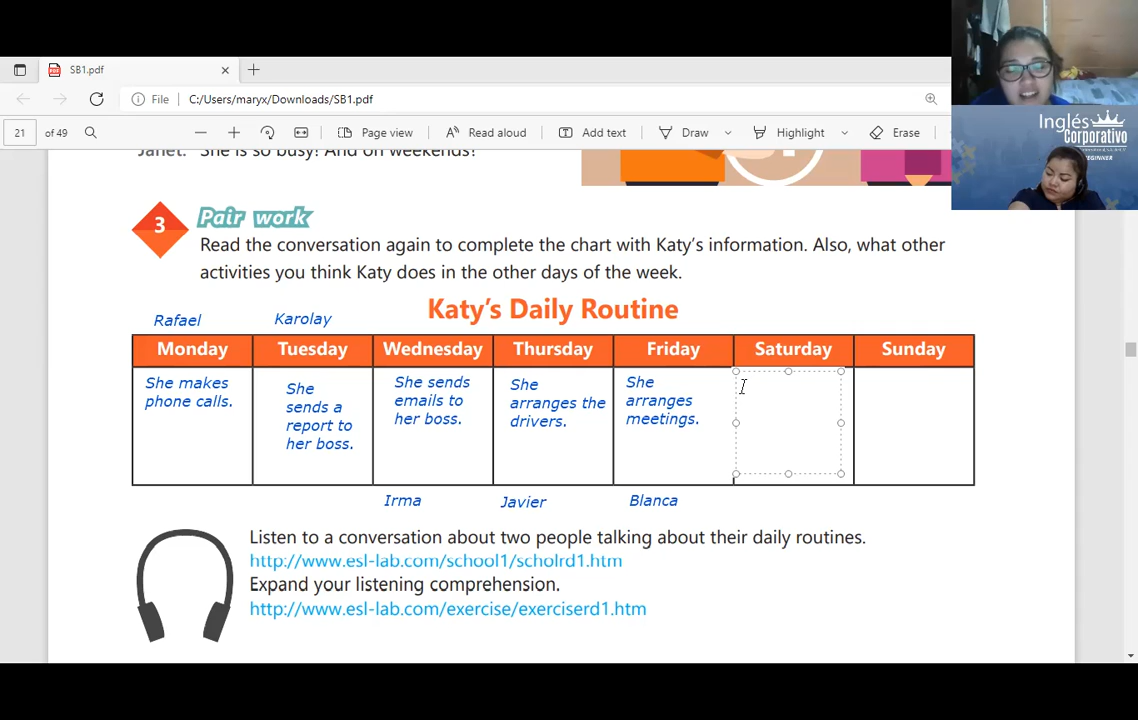 SB1.pdf
File C:/Users/maryx/Downloads/SB1.pdf
21 of 49 Page view Read aloud Add text Draw Highlight Erase
Inglés
Corporativo
BEGINNER
Janet: She is so busy! And on weekends?
3 Pair work
Read the conversation again to complete the chart with Katy's information. Also, what other
activities you think Katy does in the other days of the week.
Katy's Daily Routine
Rafael Karolay
Monday Tuesday Wednesday Thursday Friday Saturday Sunday
She makes
phone calls.
She
sends a
report to
her boss.
She sends
emails to
her boss.
She
arranges the
drivers.
She
arranges
meetings.
Irma Javier Blanca
Listen to a conversation about two people talking about their daily routines.
http://www.esl-lab.com/school1/scholrd1.htm
Expand your listening comprehension.
http://www.esl-lab.com/exercise/exerciserd1.htm